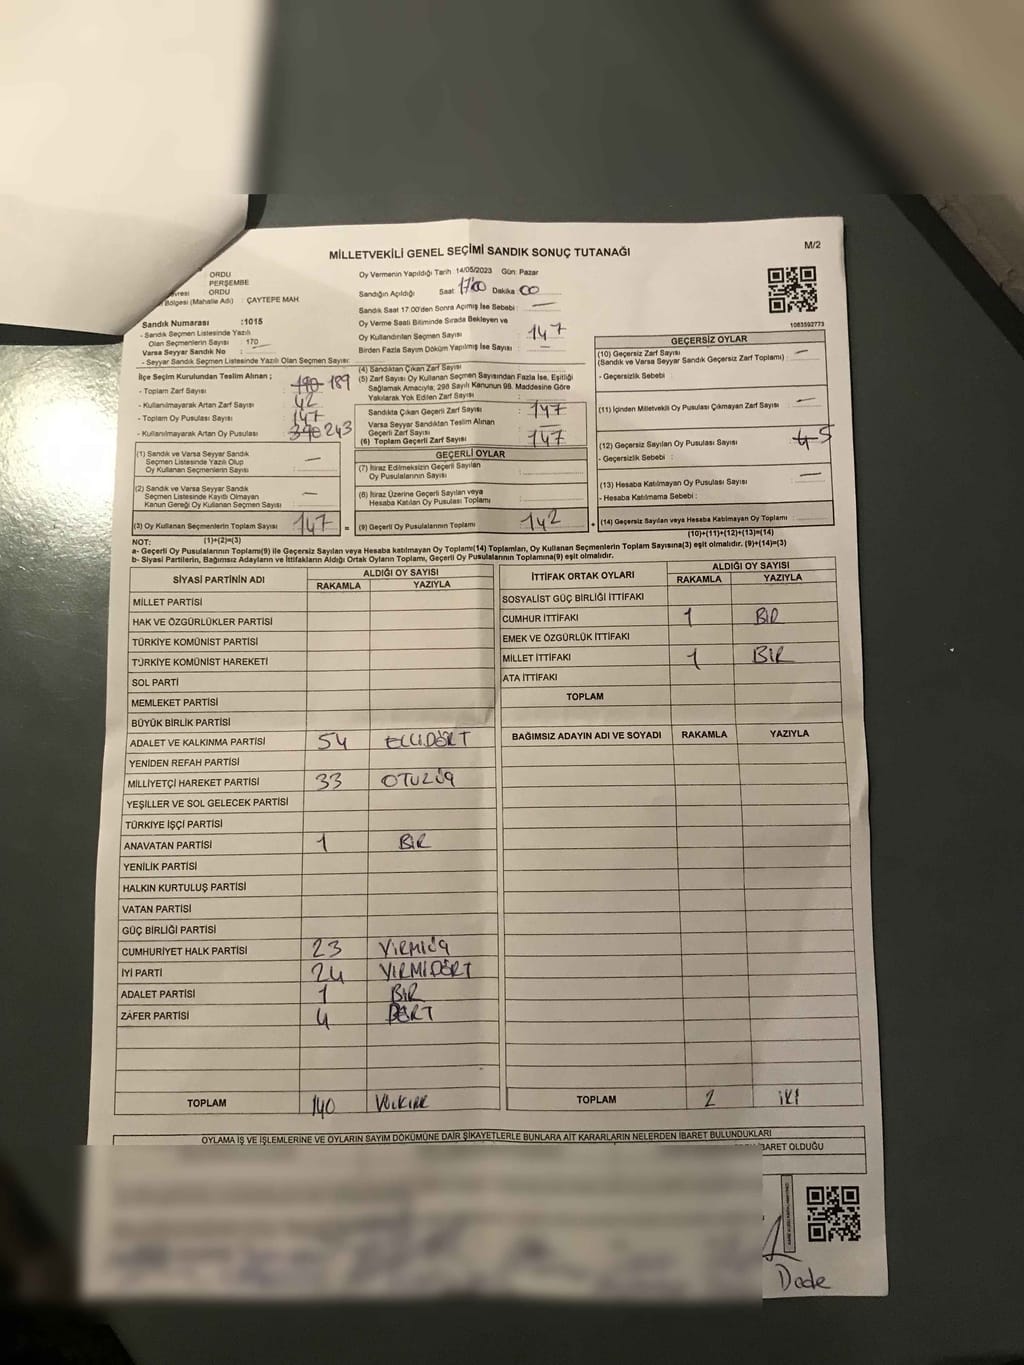 MİLLETVEKİLİ GENEL SEÇİMİ SANDIK SONUÇ TUTANAĞI
M/2
ORDU
PERŞEMBE
ORDU
Bölgesi (Mahalle Adı) : ÇAYTEPE MAH
Sandık Numarası :1015
- Sandık Seçmen Listesinde Yazılı
Olan Seçmenlerin Sayısı 170
Varsa Seyyar Sandık No :
- Seyyar Sandık Seçmen Listesinde Yazılı Olan Seçmen Sayısı:
Oy Vermenin Yapıldığı Tarih 14/05/2023 Gün: Pazar
Sandığın Açıldığı Saat 17:00 Dakika 00
Sandık Saat 17.00'den Sonra Açımış İse Sebebi : —
Oy Verme Saati Bitiminde Sırada Bekleyen ve
Oy Kullandırılan Seçmen Sayısı : 147
Birden Fazla Sayım Döküm Yapılmış İse Sayısı : —
1083592773
İlçe Seçim Kurulundan Teslim Alınan ;
- Toplam Zarf Sayısı : 190 189
- Kullanılmayarak Artan Zarf Sayısı : 42
- Toplam Oy Pusulası Sayısı : 147
- Kullanılmayarak Artan Oy Pusulası : 243
(1) Sandık ve Varsa Seyyar Sandık
Seçmen Listesinde Yazılı Olup
Oy Kullanan Seçmenlerin Sayısı : —
(2) Sandık ve Varsa Seyyar Sandık
Seçmen Listesinde Kayıtlı Olmayan
Kanun Gereği Oy Kullanan Seçmen Sayısı : —
(3) Oy Kullanan Seçmenlerin Toplam Sayısı 147 =
(4) Sandıktan Çıkan Zarf Sayısı :
(5) Zarf Sayısı Oy Kullanan Seçmen Sayısından Fazla İse, Eşitliği
Sağlamak Amacıyla; 298 Sayılı Kanunun 98. Maddesine Göre
Yakılarak Yok Edilen Zarf Sayısı :
Sandıkta Çıkan Geçerli Zarf Sayısı : 147
Varsa Seyyar Sandıktan Teslim Alınan
Geçerli Zarf Sayısı : —
(6) Toplam Geçerli Zarf Sayısı : 147
GEÇERLİ OYLAR
(7) İtiraz Edilmeksizin Geçerli Sayılan
Oy Pusulası Sayısı :
(8) İtiraz Üzerine Geçerli Sayılan veya
Hesaba Katılan Oy Pusulası Toplamı :
(9) Geçerli Oy Pusulalarının Toplamı : 142 +
GEÇERSİZ OYLAR
(10) Geçersiz Zarf Sayısı : —
(Sandık ve Varsa Seyyar Sandık Geçersiz Zarf Toplamı) :
- Geçersizlik Sebebi :
(11) İçinden Milletvekili Oy Pusulası Çıkmayan Zarf Sayısı : —
(12) Geçersiz Sayılan Oy Pusulası Sayısı : 4 5
- Geçersizlik Sebebi :
(13) Hesaba Katılmayan Oy Pusulası Sayısı : —
- Hesaba Katılmama Sebebi :
(14) Geçersiz Sayılan veya Hesaba Katılmayan Oy Toplamı :
(10)+(11)+(12)+(13)=(14)
NOT: (1)+(2)=(3)
a- Geçerli Oy Pusulalarının Toplamı(9) ile Geçersiz Sayılan veya Hesaba katılmayan Oy Toplamı(14) Toplamları, Oy Kullanan Seçmenlerin Toplam Sayısına(3) eşit olmalıdır. (9)+(14)=(3)
b- Siyasi Partilerin, Bağımsız Adayların ve İttifakların Aldığı Ortak Oyların Toplamı, Geçerli Oy Pusulalarının Toplamına(9) eşit olmalıdır.
SİYASİ PARTİNİN ADI ALDIĞI OY SAYISI
RAKAMLA YAZIYLA
MİLLET PARTİSİ
HAK VE ÖZGÜRLÜKLER PARTİSİ
TÜRKİYE KOMÜNİST PARTİSİ
TÜRKİYE KOMÜNİST HAREKETİ
SOL PARTİ
MEMLEKET PARTİSİ
BÜYÜK BİRLİK PARTİSİ
ADALET VE KALKINMA PARTİSİ 54 ELLİDÖRT
YENİDEN REFAH PARTİSİ
MİLLİYETÇİ HAREKET PARTİSİ 33 OTUZÜÇ
YEŞİLLER VE SOL GELECEK PARTİSİ
TÜRKİYE İŞÇİ PARTİSİ
ANAVATAN PARTİSİ 1 BİR
YENİLİK PARTİSİ
HALKIN KURTULUŞ PARTİSİ
VATAN PARTİSİ
GÜÇ BİRLİĞİ PARTİSİ
CUMHURİYET HALK PARTİSİ 23 YİRMİÜÇ
İYİ PARTİ 24 YİRMİDÖRT
ADALET PARTİSİ 1 BİR
ZAFER PARTİSİ 4 DÖRT
TOPLAM 140 YÜZKIRK
İTTİFAK ORTAK OYLARI ALDIĞI OY SAYISI
RAKAMLA YAZIYLA
SOSYALİST GÜÇ BİRLİĞİ İTTİFAKI
CUMHUR İTTİFAKI 1 BİR
EMEK VE ÖZGÜRLÜK İTTİFAKI
MİLLET İTTİFAKI 1 BİR
ATA İTTİFAKI
TOPLAM
BAĞIMSIZ ADAYIN ADI VE SOYADI RAKAMLA YAZIYLA
TOPLAM 2 İKİ
OYLAMA İŞ VE İŞLEMLERİNE VE OYLARIN SAYIM DÖKÜMÜNE DAİR ŞİKAYETLERLE BUNLARA AİT KARARLARIN NELERDEN İBARET BULUNDUKLARI
İBARET OLDUĞU
Dede